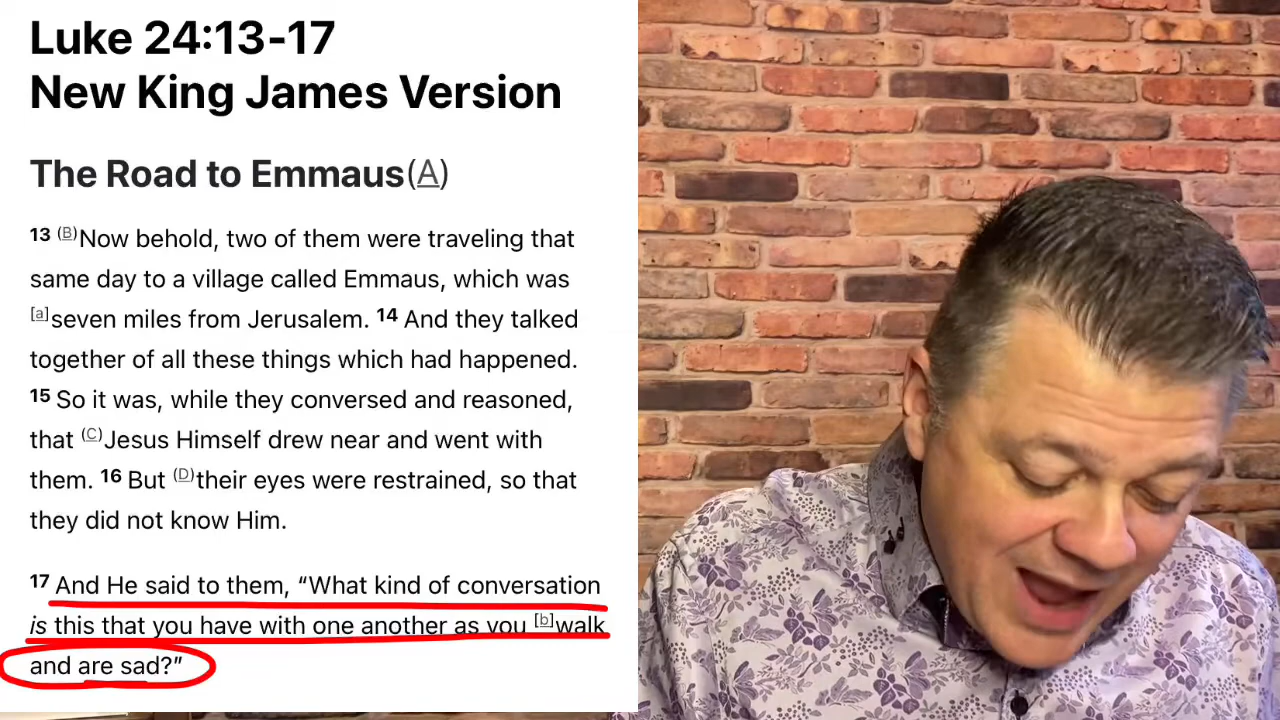 Luke 24:13-17
New King James Version
The Road to Emmaus(A)
13 (B)Now behold, two of them were traveling that
same day to a village called Emmaus, which was
[a]seven miles from Jerusalem. 14 And they talked
together of all these things which had happened.
15 So it was, while they conversed and reasoned,
that (C)Jesus Himself drew near and went with
them. 16 But (D)their eyes were restrained, so that
they did not know Him.
17 And He said to them, “What kind of conversation
is this that you have with one another as you [b]walk
and are sad?”